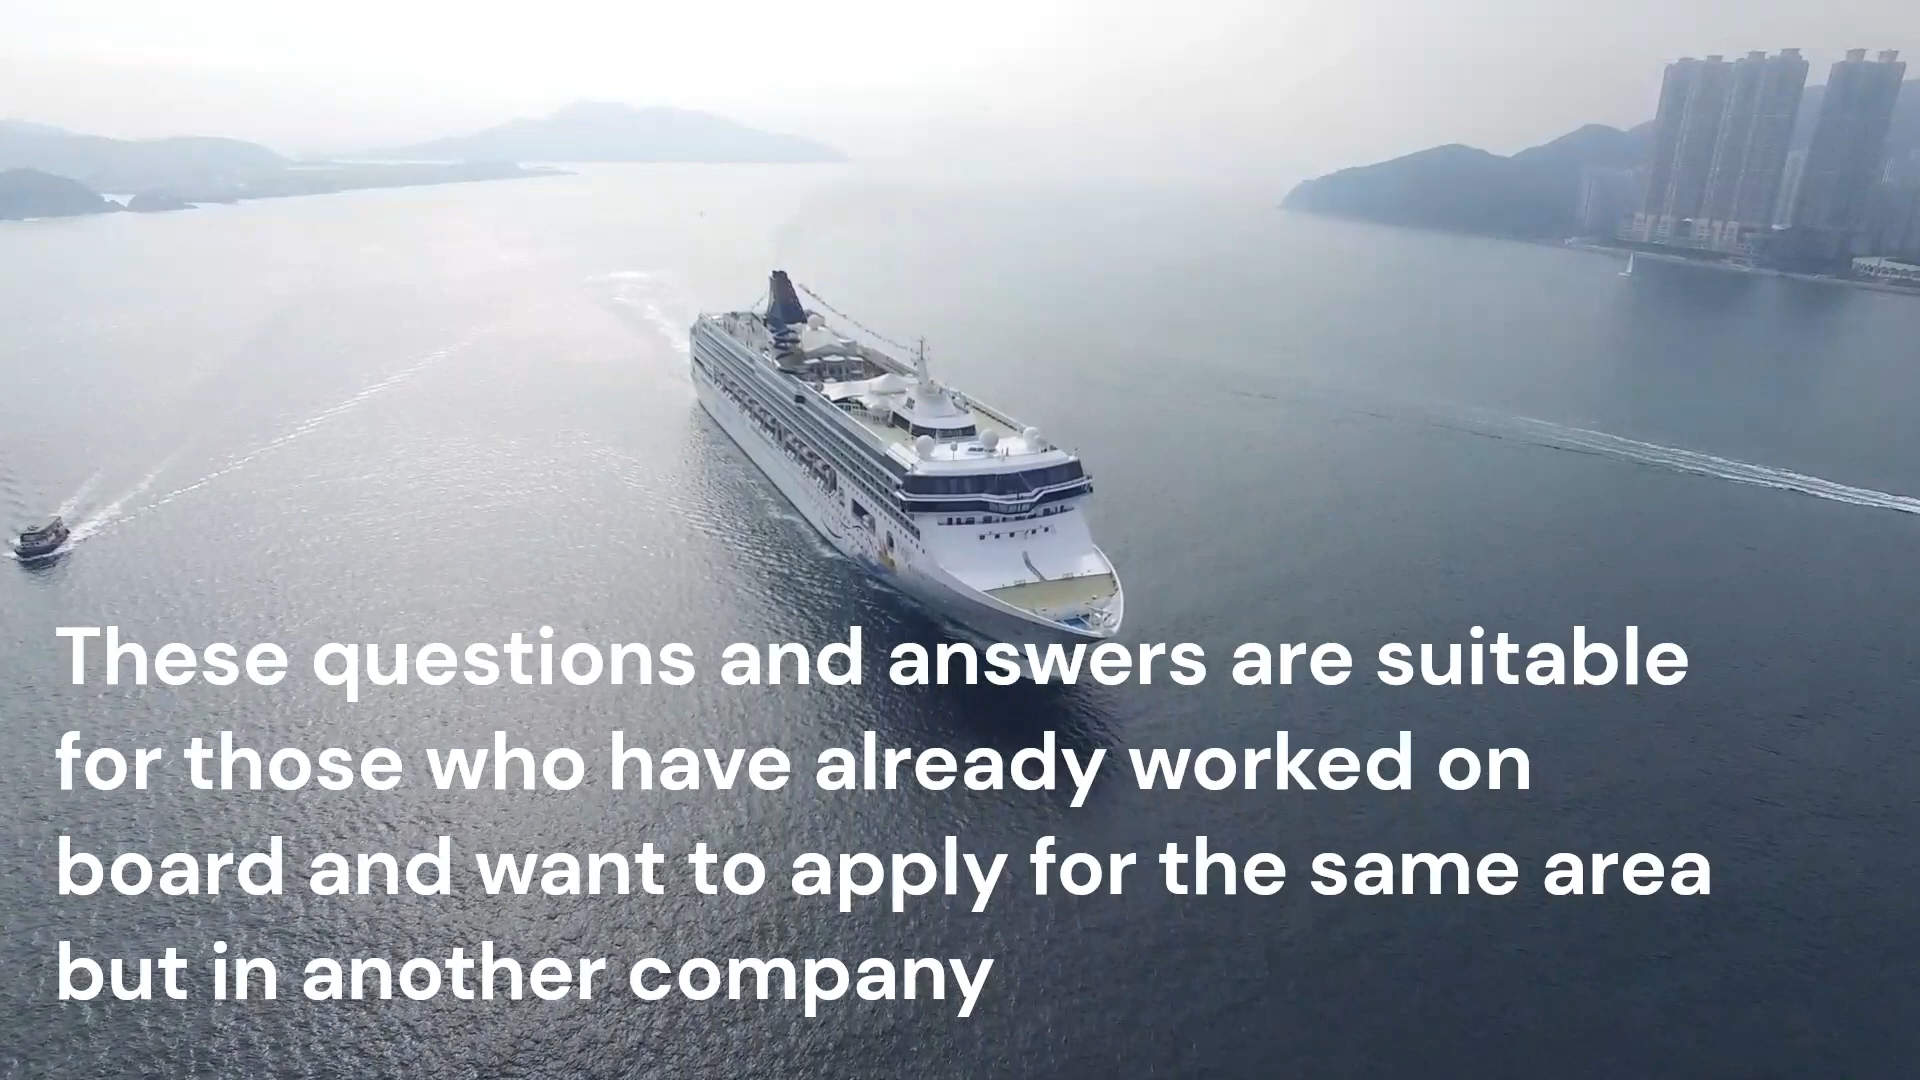 These questions and answers are suitable
for those who have already worked on
board and want to apply for the same area
but in another company